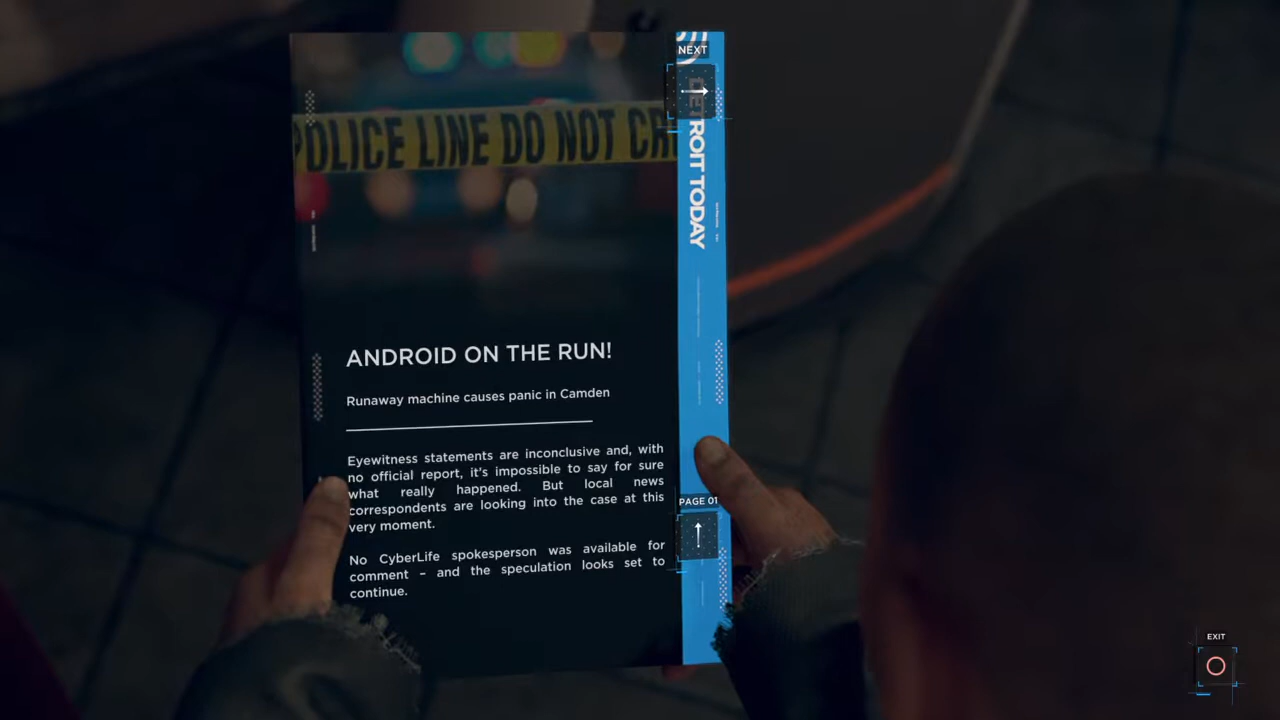 NEXT
DETROIT TODAY
POLICE LINE DO NOT CR
ANDROID ON THE RUN!
Runaway machine causes panic in Camden
Eyewitness statements are inconclusive and, with
no official report, it's impossible to say for sure
what really happened. But local news
correspondents are looking into the case at this
very moment.
No CyberLife spokesperson was available for
comment – and the speculation looks set to
continue.
PAGE 01
EXIT